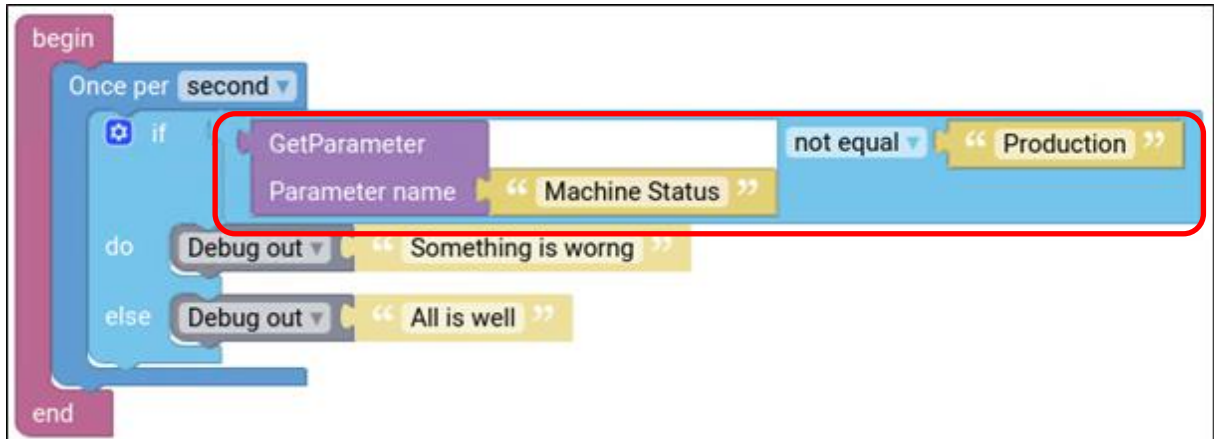 begin
Once per second
if GetParameter not equal “ Production ”
Parameter name “ Machine Status ”
do Debug out “ Something is worng ”
else Debug out “ All is well ”
end